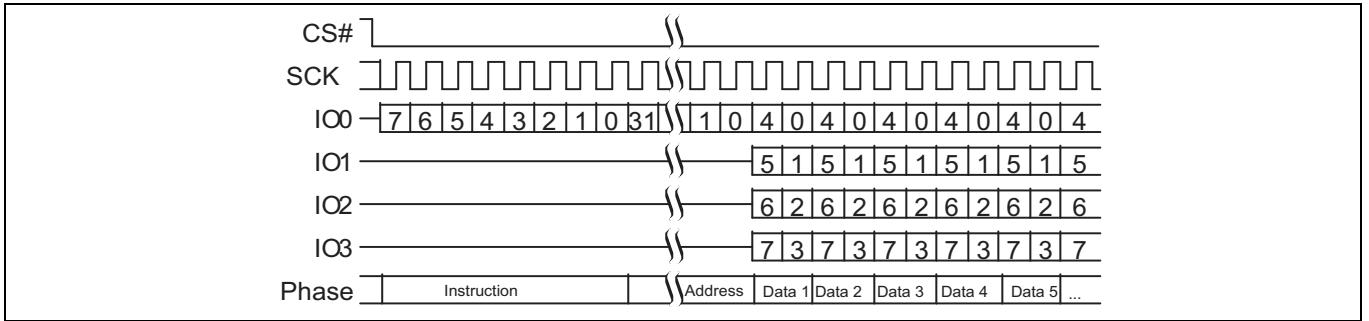 CS#
SCK
IO0 7 6 5 4 3 2 1 0 31 1 0 4 0 4 0 4 0 4 0 4 0 4
IO1 5 1 5 1 5 1 5 1 5 1 5
IO2 6 2 6 2 6 2 6 2 6 2 6
IO3 7 3 7 3 7 3 7 3 7 3 7
Phase Instruction Address Data 1 Data 2 Data 3 Data 4 Data 5 ...